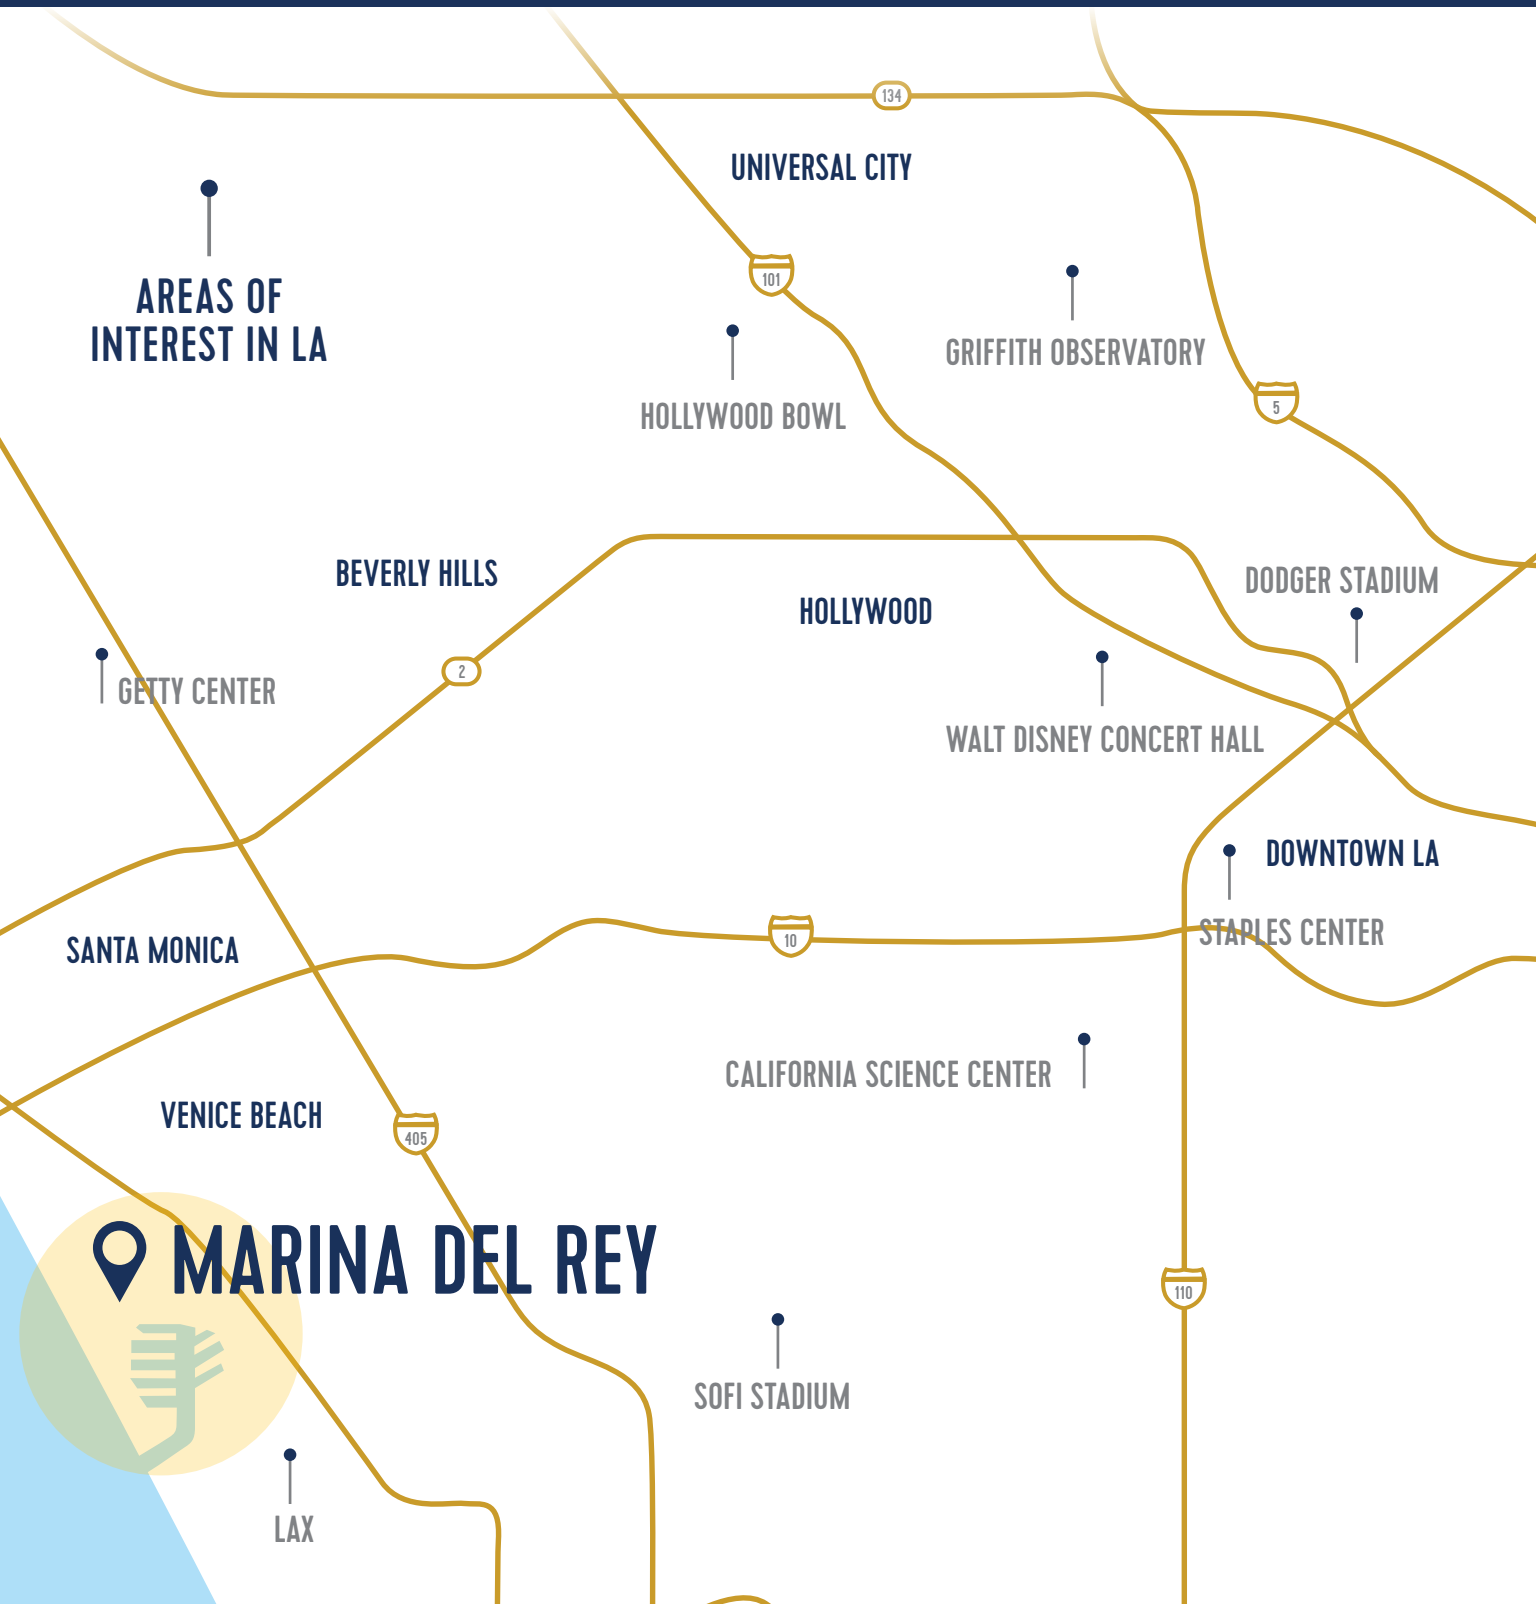 134
UNIVERSAL CITY
101
AREAS OF
INTEREST IN LA
GRIFFITH OBSERVATORY
HOLLYWOOD BOWL
5
BEVERLY HILLS
DODGER STADIUM
HOLLYWOOD
2
GETTY CENTER
WALT DISNEY CONCERT HALL
DOWNTOWN LA
STAPLES CENTER
10
SANTA MONICA
CALIFORNIA SCIENCE CENTER
VENICE BEACH
405
MARINA DEL REY
110
SOFI STADIUM
LAX